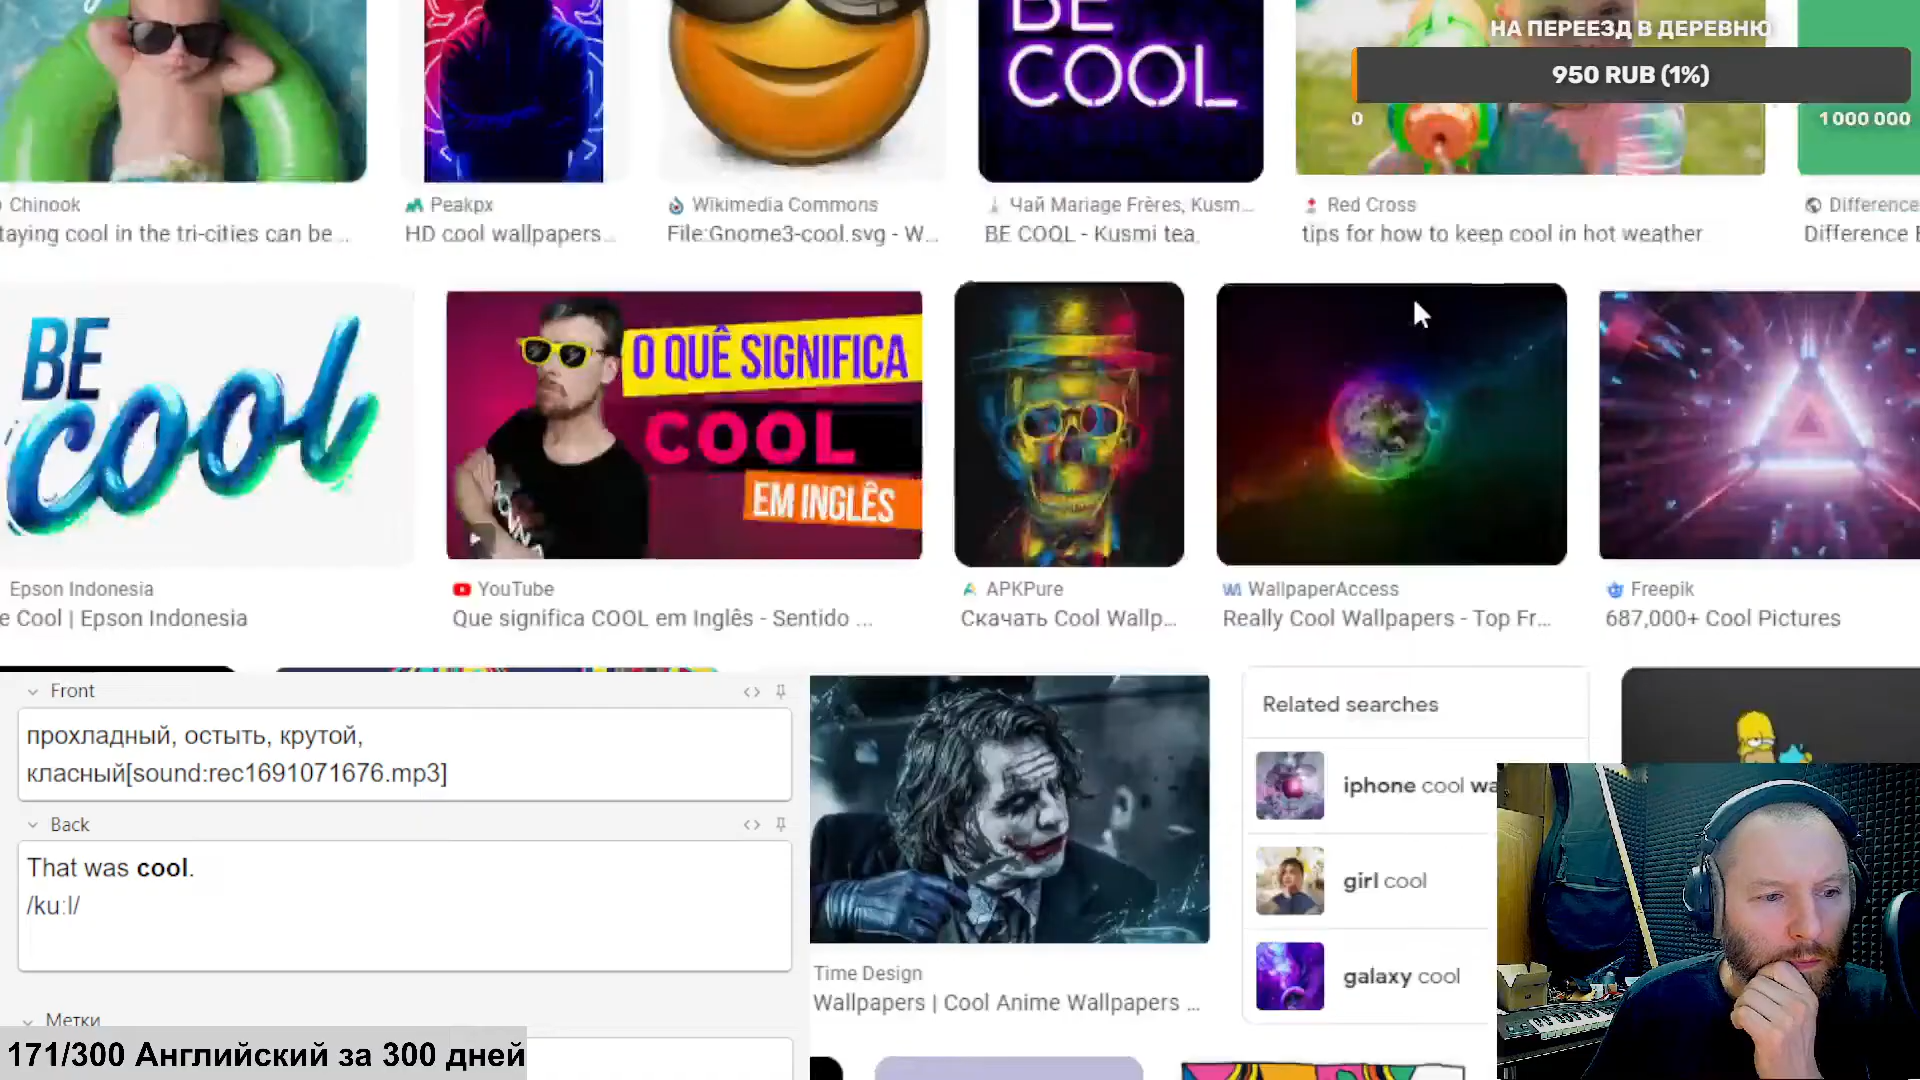 BE
COOL
НА ПЕРЕЕЗД В ДЕРЕВНЮ
950 RUB (1%)
0
1 000 000
Chinook
taying cool in the tri-cities can be ...
Peakpx
HD cool wallpapers...
Wikimedia Commons
File:Gnome3-cool.svg - W...
Чай Mariage Frères, Kusm...
BE COOL - Kusmi tea
Red Cross
tips for how to keep cool in hot weather
Difference
Difference
BE
cool
O QUÊ SIGNIFICA
COOL
EM INGLÊS
Epson Indonesia
e Cool | Epson Indonesia
YouTube
Que significa COOL em Inglês - Sentido ...
APKPure
Скачать Cool Wallp...
WallpaperAccess
Really Cool Wallpapers - Top Fr...
Freepik
687,000+ Cool Pictures
Front
прохладный, остыть, крутой,
класный[sound:rec1691071676.mp3]
Back
That was cool.
/kuːl/
Метки
171/300 Английский за 300 дней
Time Design
Wallpapers | Cool Anime Wallpapers ...
Related searches
iphone cool wa
girl cool
galaxy cool